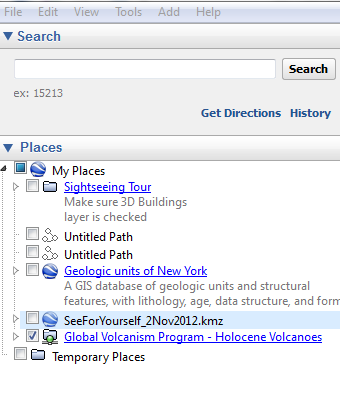 File Edit View Tools Add Help
Search
Search
ex: 15213
Get Directions History
Places
My Places
Sightseeing Tour
Make sure 3D Buildings
layer is checked
Untitled Path
Untitled Path
Geologic units of New York
A GIS database of geologic units and structural
features, with lithology, age, data structure, and form
SeeForYourself_2Nov2012.kmz
Global Volcanism Program - Holocene Volcanoes
Temporary Places